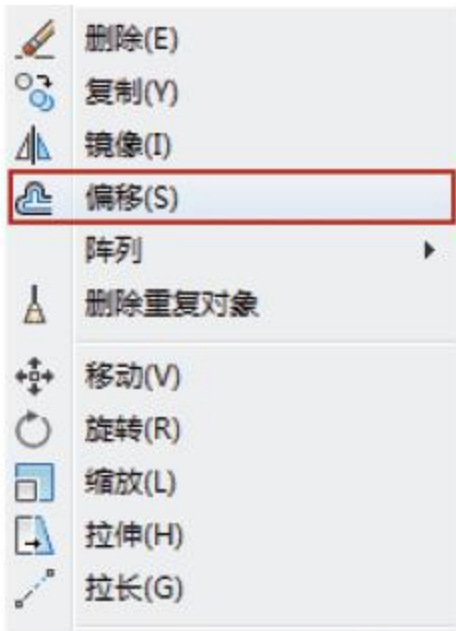 删除(E)
复制(Y)
镜像(I)
偏移(S)
阵列
删除重复对象
移动(V)
旋转(R)
缩放(L)
拉伸(H)
拉长(G)